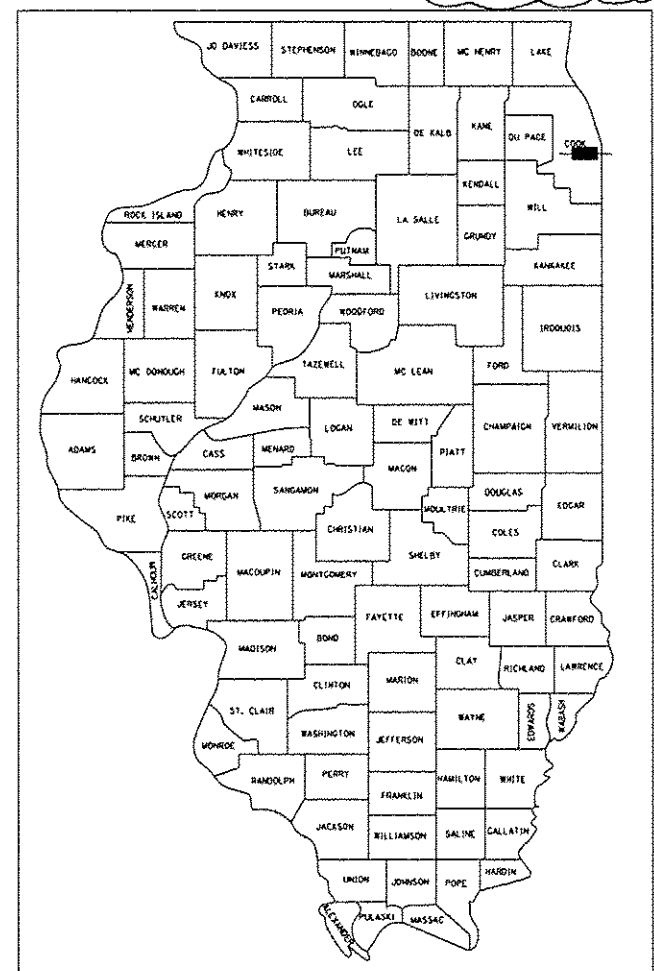 JO DAVIESS
STEPHENSON
WINNEBAGO
BOONE
MC HENRY
LAKE
CARROLL
OGLE
DE KALB
KANE
DU PAGE
COOK
WHITESIDE
LEE
KENDALL
WILL
ROCK ISLAND
HENRY
BUREAU
LA SALLE
GRUNDY
MERCER
PUTNAM
STARK
MARSHALL
KANKAKEE
HENDERSON
WARREN
KNOX
PEORIA
WOODFORD
LIVINGSTON
IROQUOIS
HANCOCK
MC DONOUGH
FULTON
TAZEWELL
MC LEAN
FORD
SCHUYLER
MASON
LOGAN
DE WITT
CHAMPAIGN
VERMILION
ADAMS
BROWN
CASS
MENARD
MACON
PIATT
PIKE
SCOTT
MORGAN
SANGAMON
CHRISTIAN
MOULTRIE
DOUGLAS
EDGAR
COLES
CALHOUN
GREENE
MACOUPIN
MONTGOMERY
SHELBY
CUMBERLAND
CLARK
JERSEY
FAYETTE
EFFINGHAM
JASPER
CRAWFORD
MADISON
BOND
CLAY
RICHLAND
LAWRENCE
CLINTON
MARION
ST. CLAIR
WAYNE
EDWARDS
WABASH
MONROE
WASHINGTON
JEFFERSON
RANDOLPH
PERRY
HAMILTON
WHITE
FRANKLIN
JACKSON
WILLIAMSON
SALINE
GALLATIN
UNION
JOHNSON
POPE
HARDIN
ALEXANDER
PULASKI
MASSAC